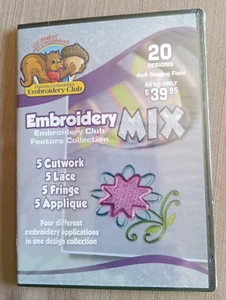 20
DESIGNS
4x4 Sewing Field
$39.95
Embroidery Club
Embroidery MIX
Embroidery Club
Feature Collection
5 Cutwork
5 Lace
5 Fringe
5 Applique
Four different
embroidery applications
in one design collection